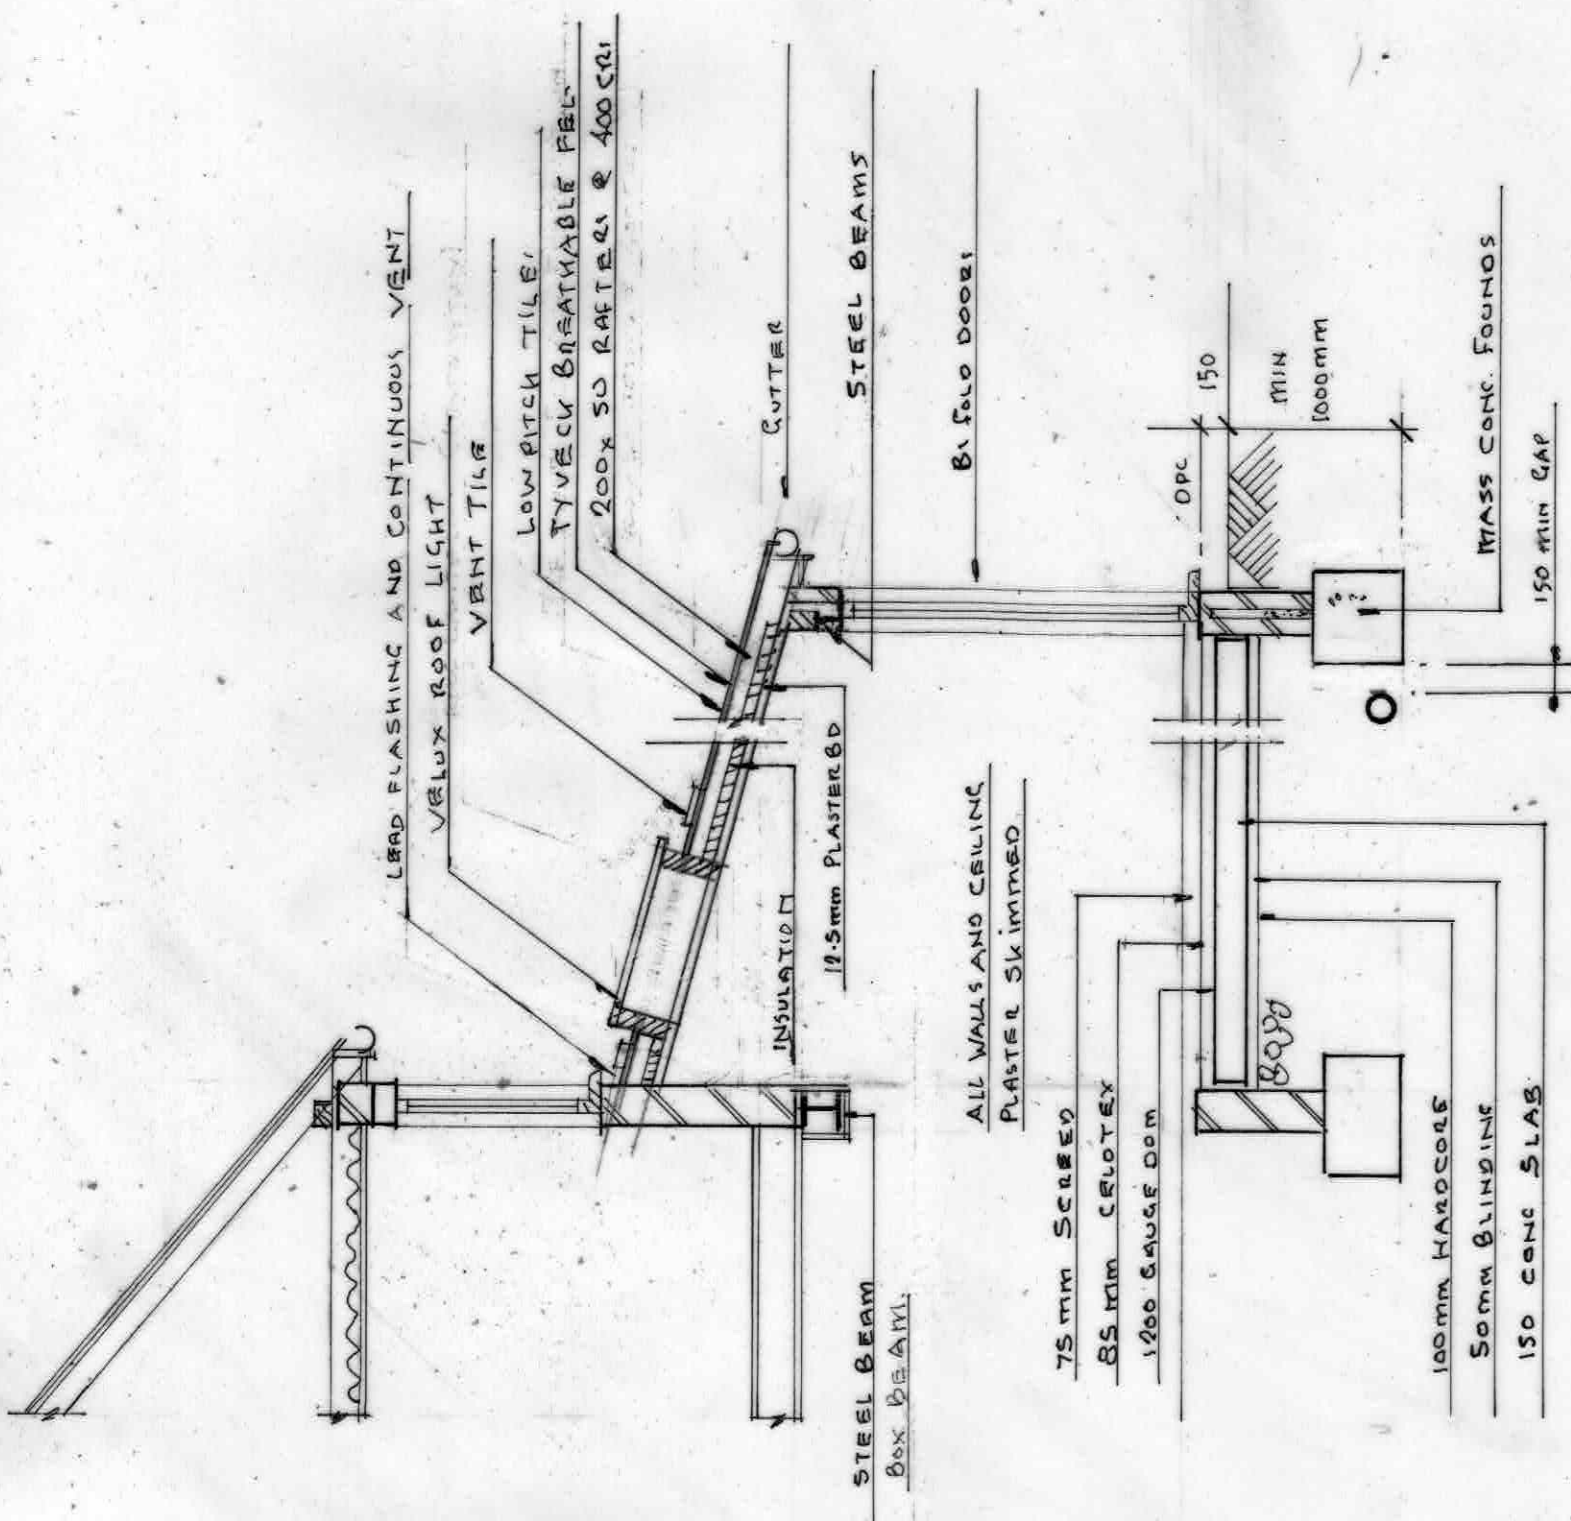 LEAD FLASHING AND CONTINUOUS VENT
VELUX ROOF LIGHT
VENT TILE
LOW PITCH TILE.
TYVECK BREATHABLE FEL
200 x 50 RAFTERS @ 400 CRS
GUTTER
STEEL BEAMS
BI FOLD DOORS
INSULATION
12.5mm PLASTER BD
ALL WALLS AND CEILING
PLASTER SKIMMED
STEEL BEAM
BOX BEAM.
DPC
150
MIN
1000mm
MASS CONC. FOUNDS
150 MIN GAP
75mm SCREED
85mm CELOTEX
1200 GAUGE DPM
100mm HARDCORE
50mm BLINDING
150 CONC SLAB